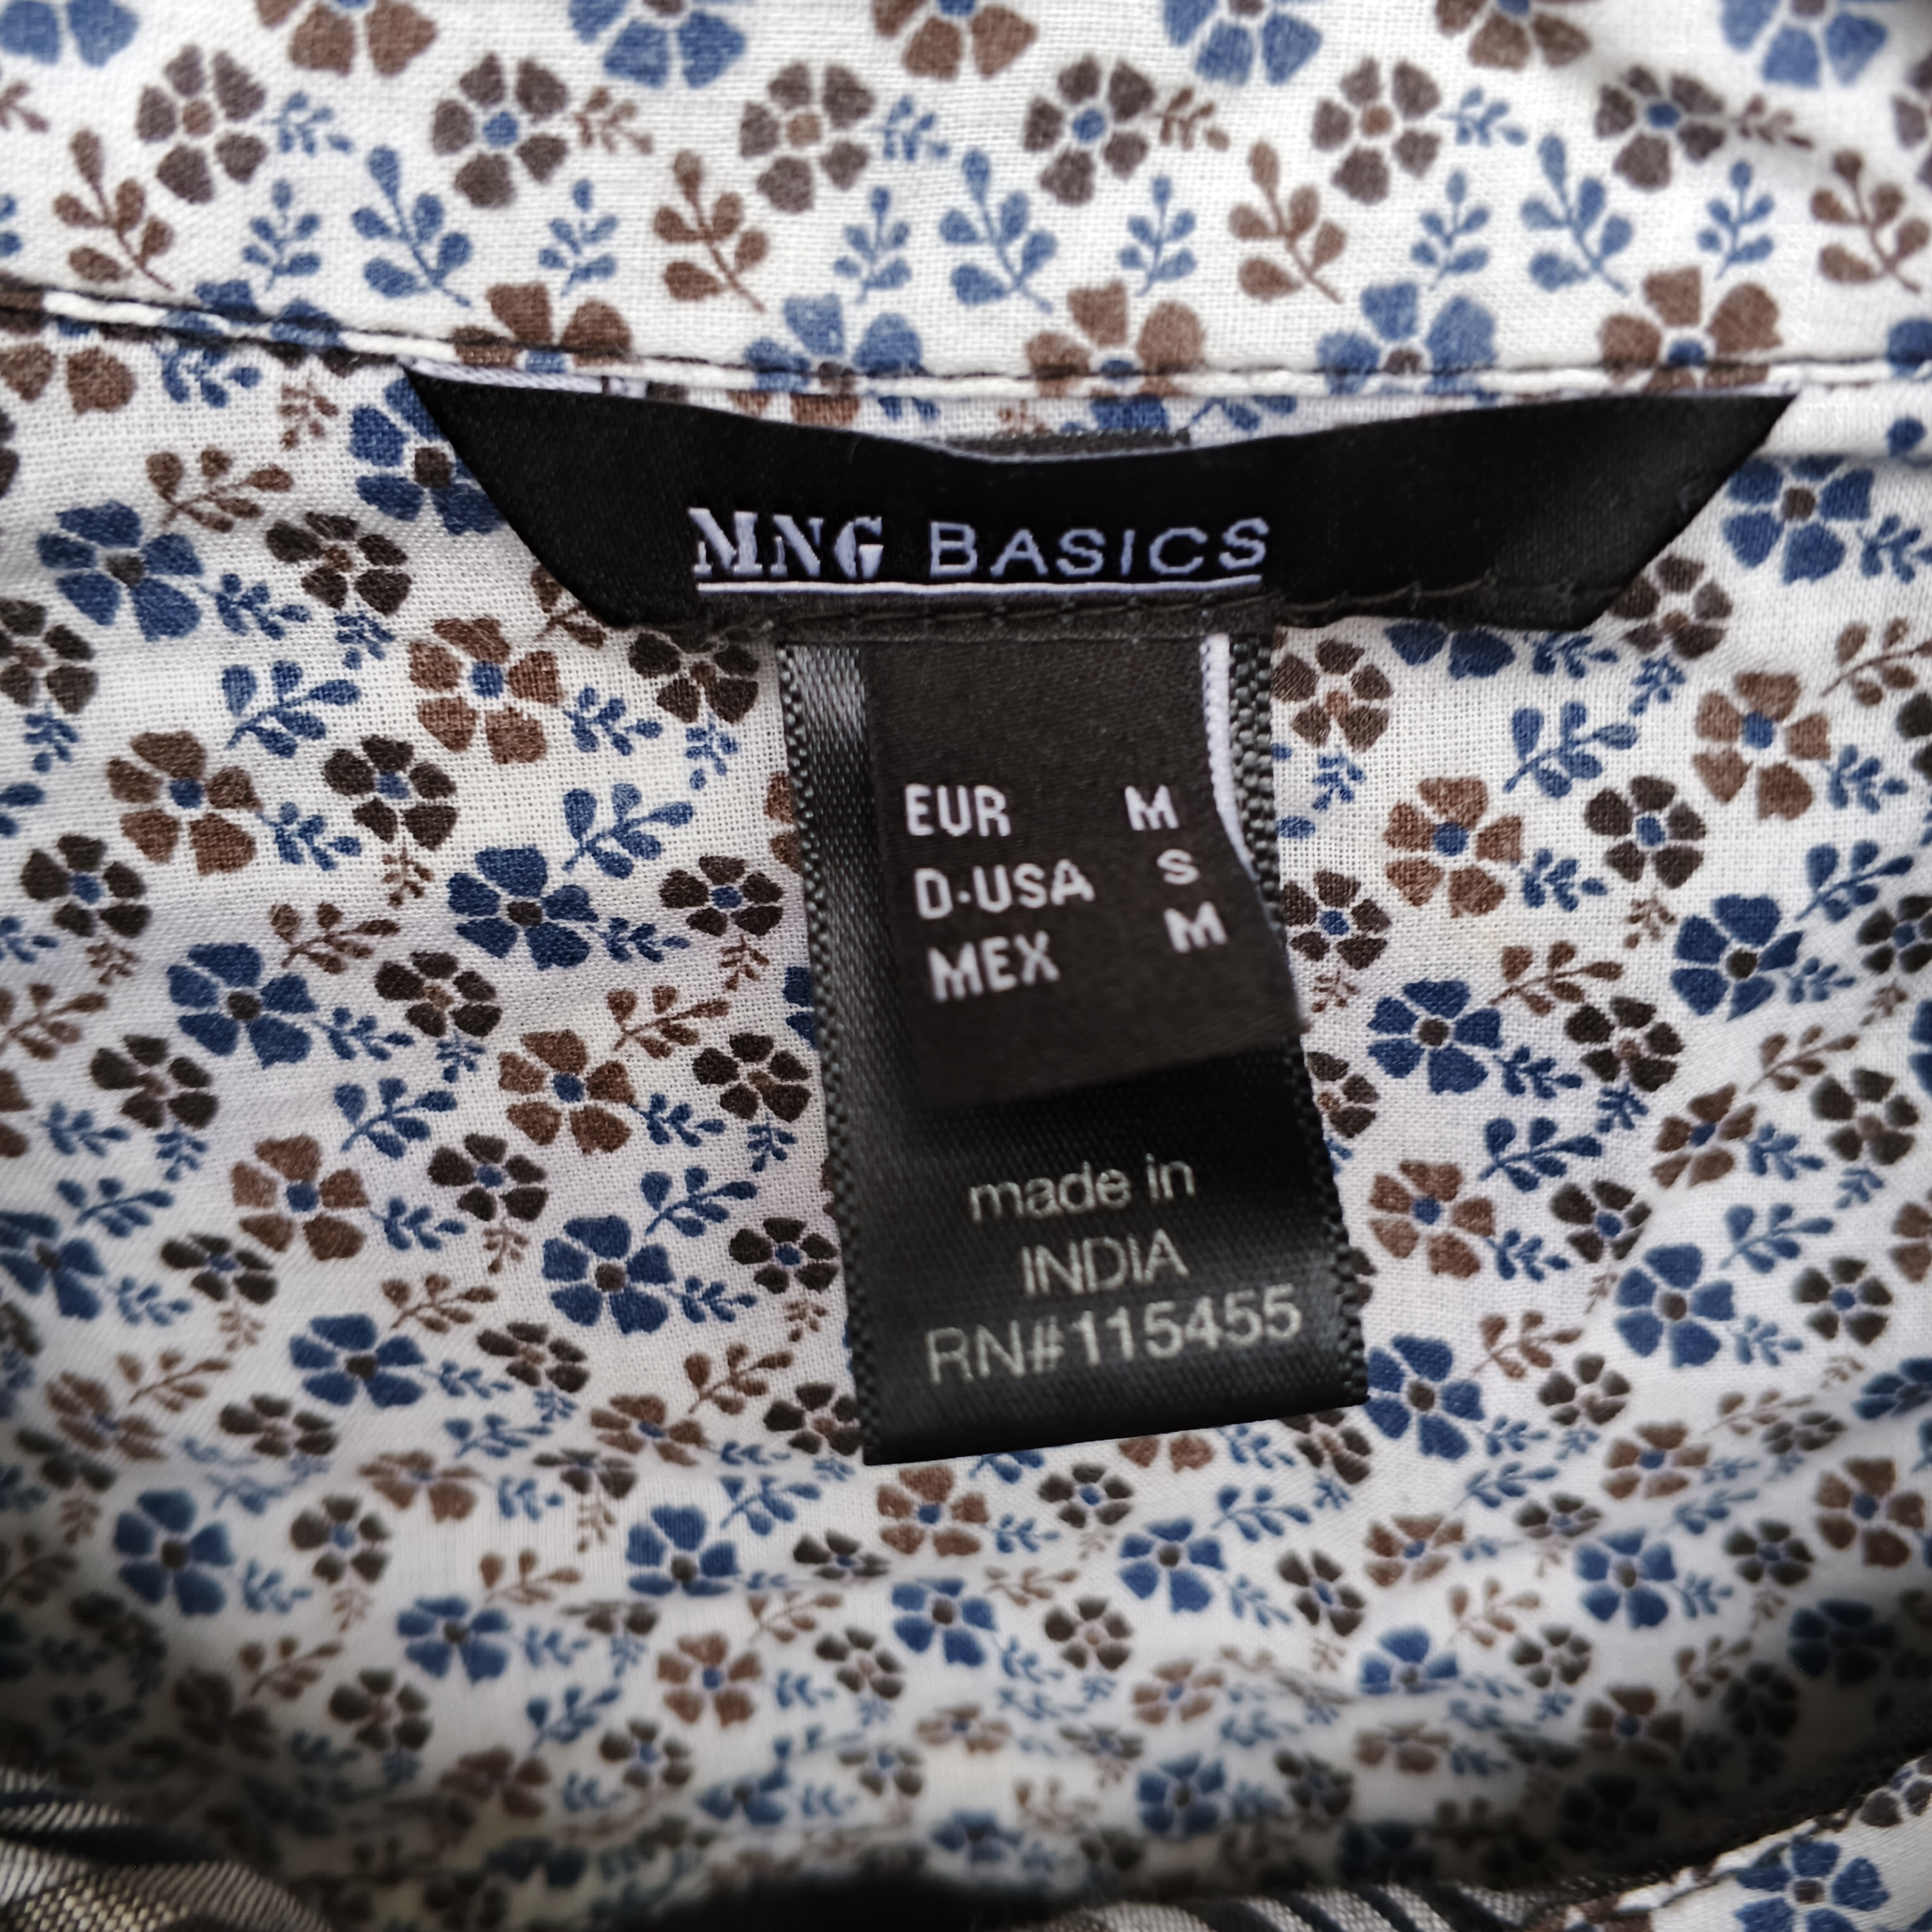 MNG BASICS
EUR M
D·USA S
MEX M
made in
INDIA
RN#115455